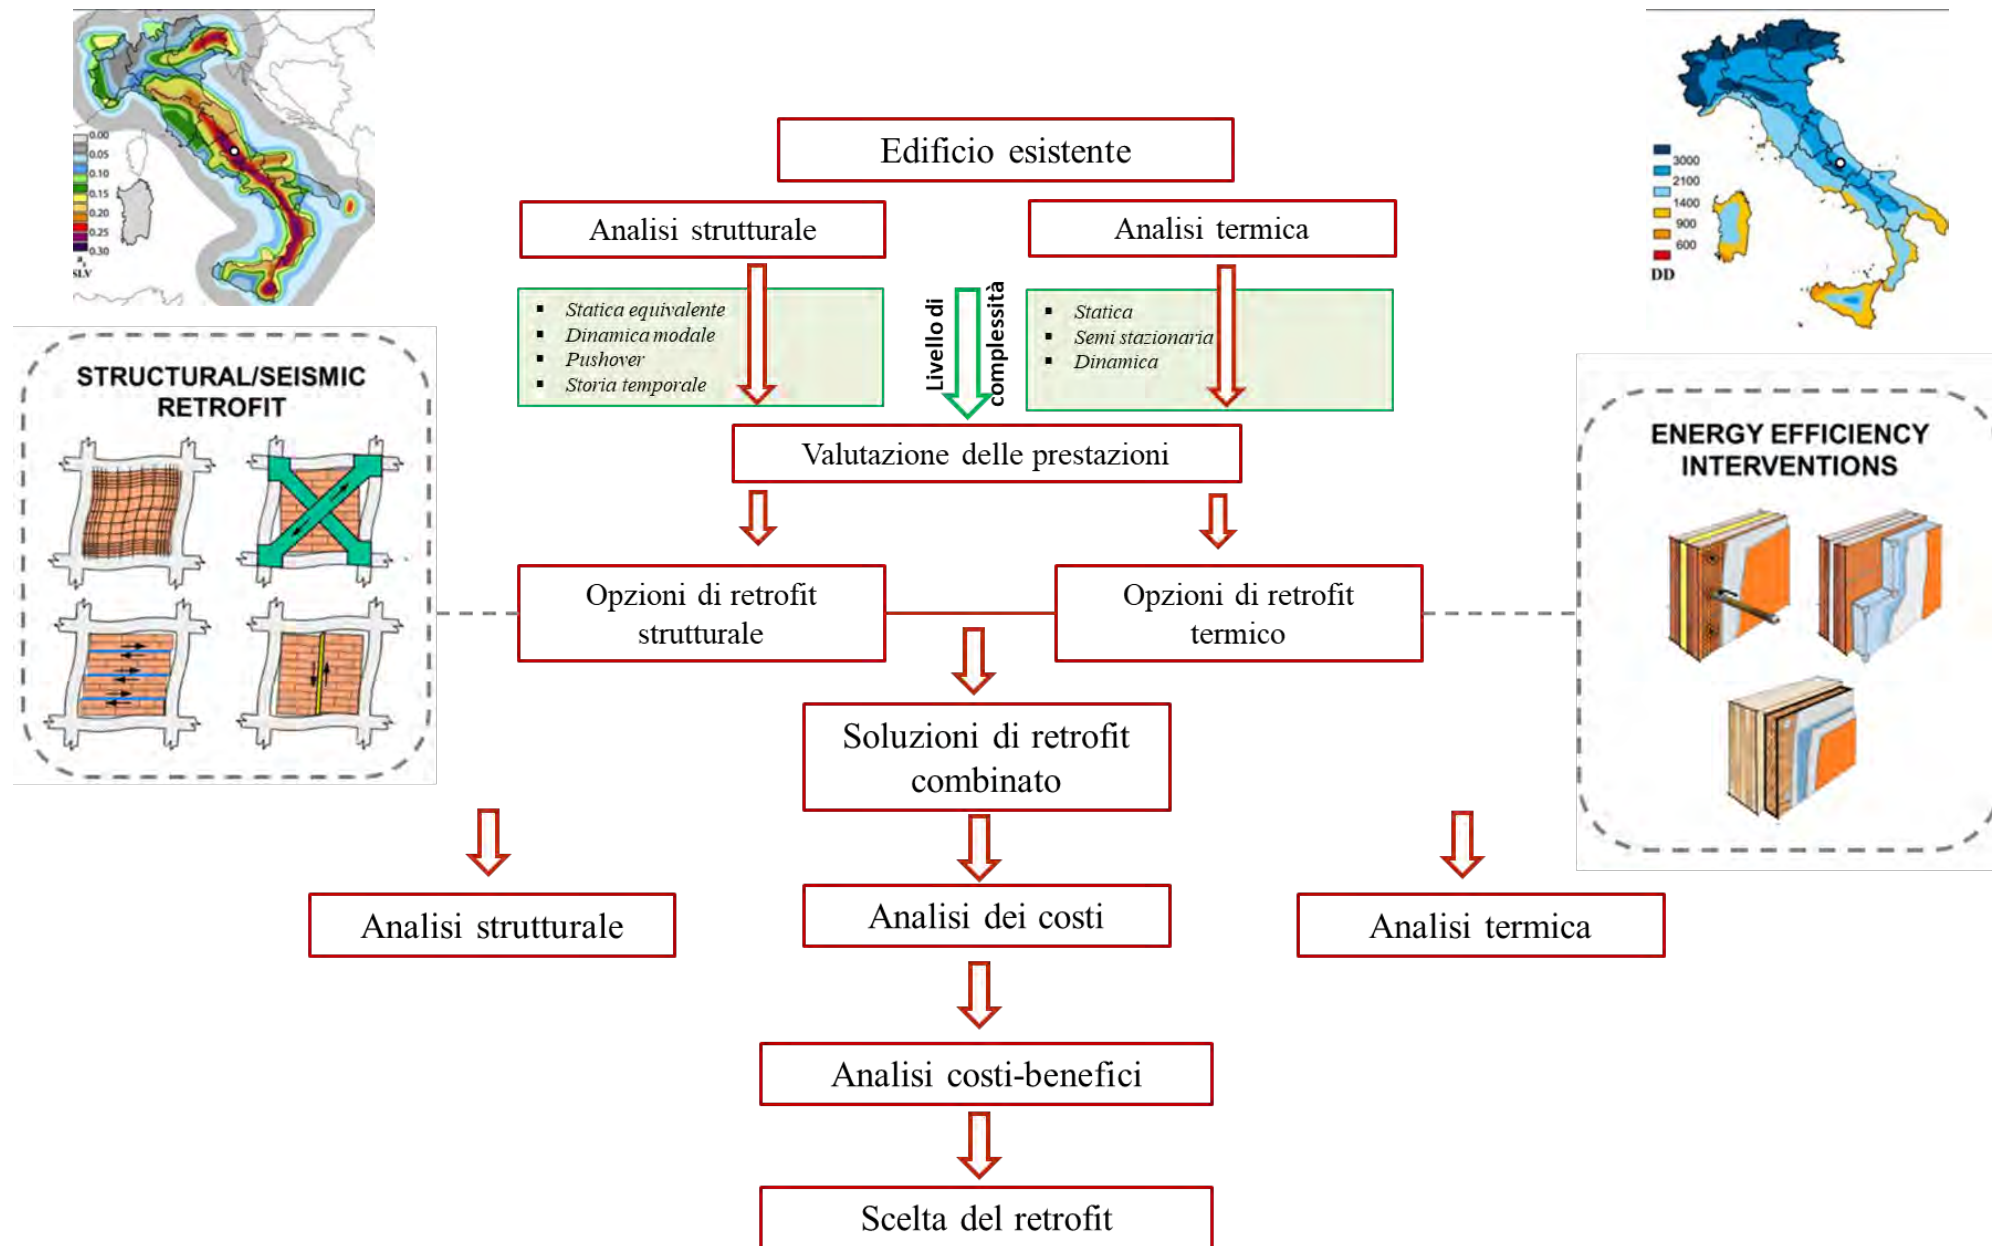 Edificio esistente
Analisi strutturale
Analisi termica
0.00
0.05
0.10
0.15
0.20
0.25
0.30
ag
SLV
3000
2100
1400
900
600
DD
▪ Statica equivalente
▪ Dinamica modale
▪ Pushover
▪ Storia temporale
Livello di
complessità
▪ Statica
▪ Semi stazionaria
▪ Dinamica
STRUCTURAL/SEISMIC
RETROFIT
ENERGY EFFICIENCY
INTERVENTIONS
Valutazione delle prestazioni
Opzioni di retrofit
strutturale
Opzioni di retrofit
termico
Soluzioni di retrofit
combinato
Analisi strutturale
Analisi dei costi
Analisi termica
Analisi costi-benefici
Scelta del retrofit